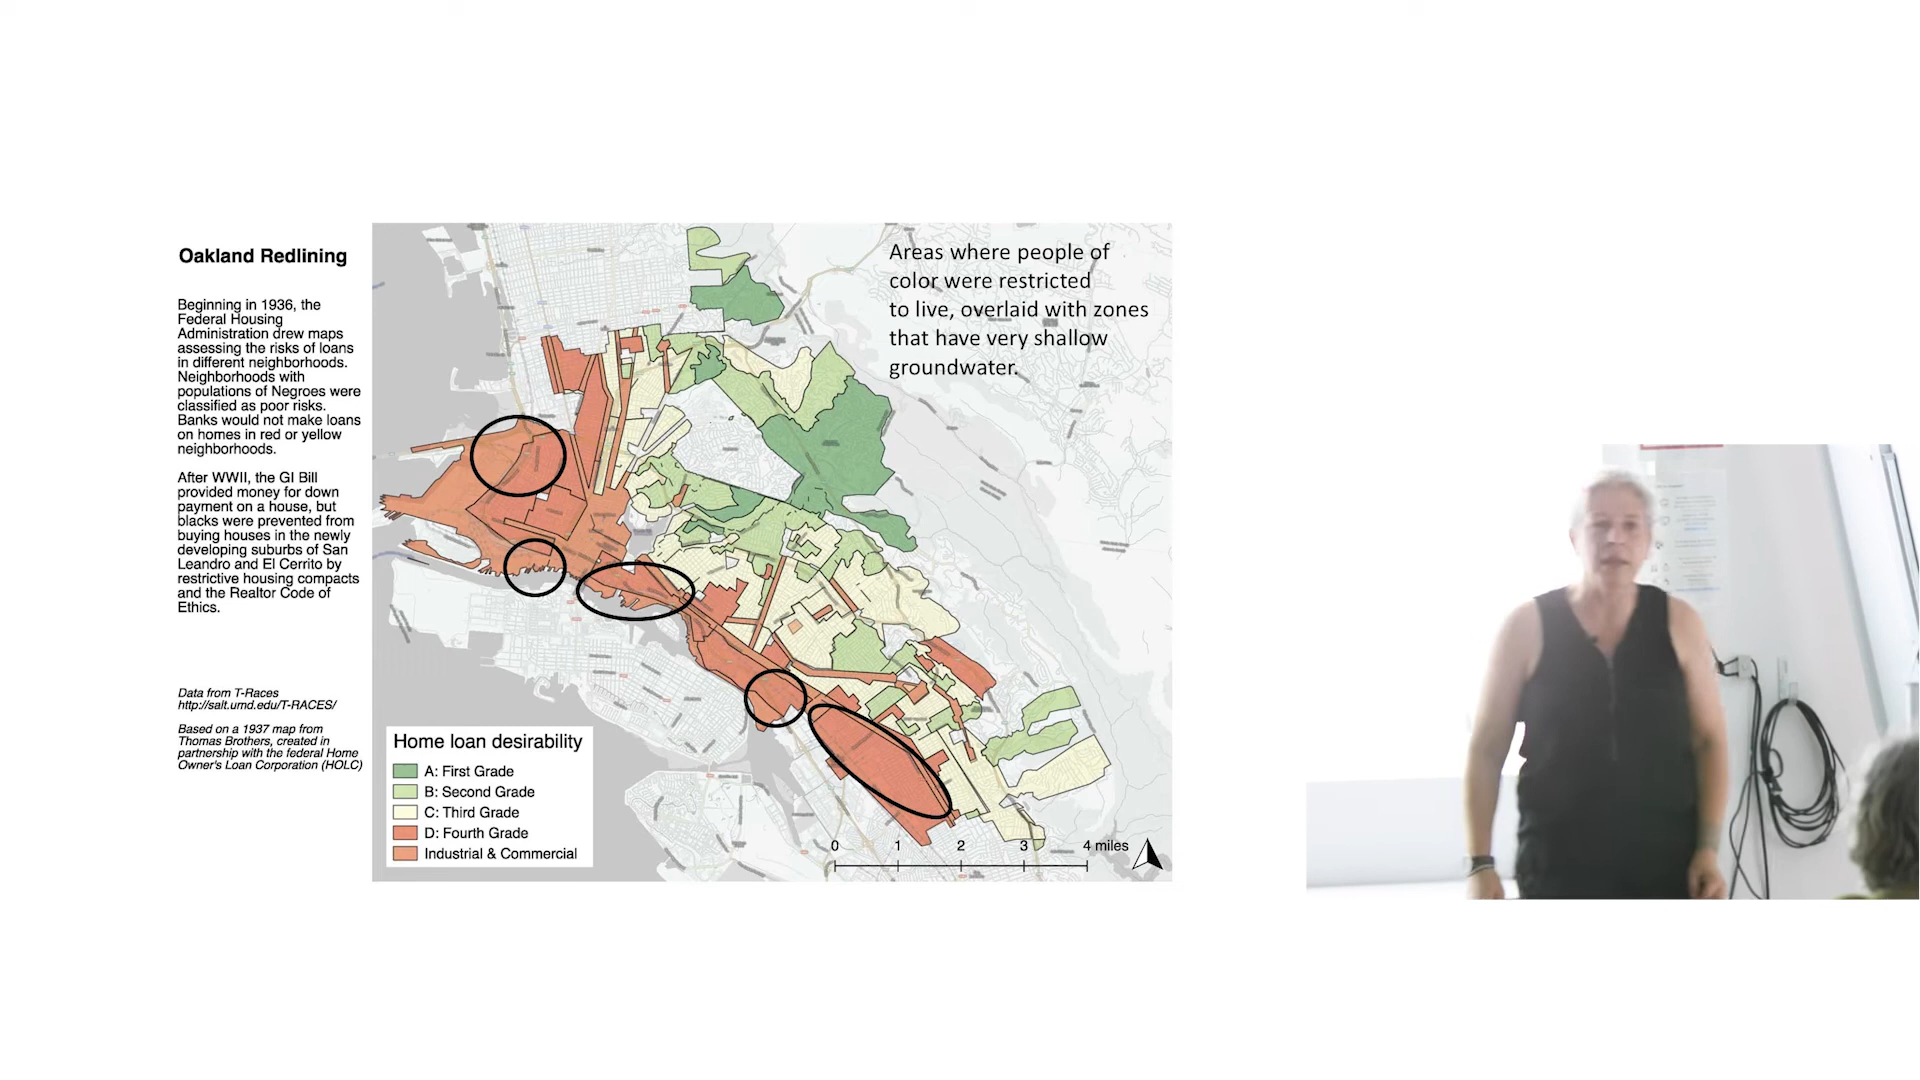 Oakland Redlining
Beginning in 1936, the
Federal Housing
Administration drew maps
assessing the risks of loans
in different neighborhoods.
Neighborhoods with
populations of Negroes were
classified as poor risks.
Banks would not make loans
on homes in red or yellow
neighborhoods.
After WWII, the GI Bill
provided money for down
payment on a house, but
blacks were prevented from
buying houses in the newly
developing suburbs of San
Leandro and El Cerrito by
restrictive housing compacts
and the Realtor Code of
Ethics.
Data from T-Races
http://salt.umd.edu/T-RACES/
Based on a 1937 map from
Thomas Brothers, created in
partnership with the federal Home
Owner's Loan Corporation (HOLC)
Areas where people of
color were restricted
to live, overlaid with zones
that have very shallow
groundwater.
Home loan desirability
A: First Grade
B: Second Grade
C: Third Grade
D: Fourth Grade
Industrial & Commercial
0 1 2 3 4 miles